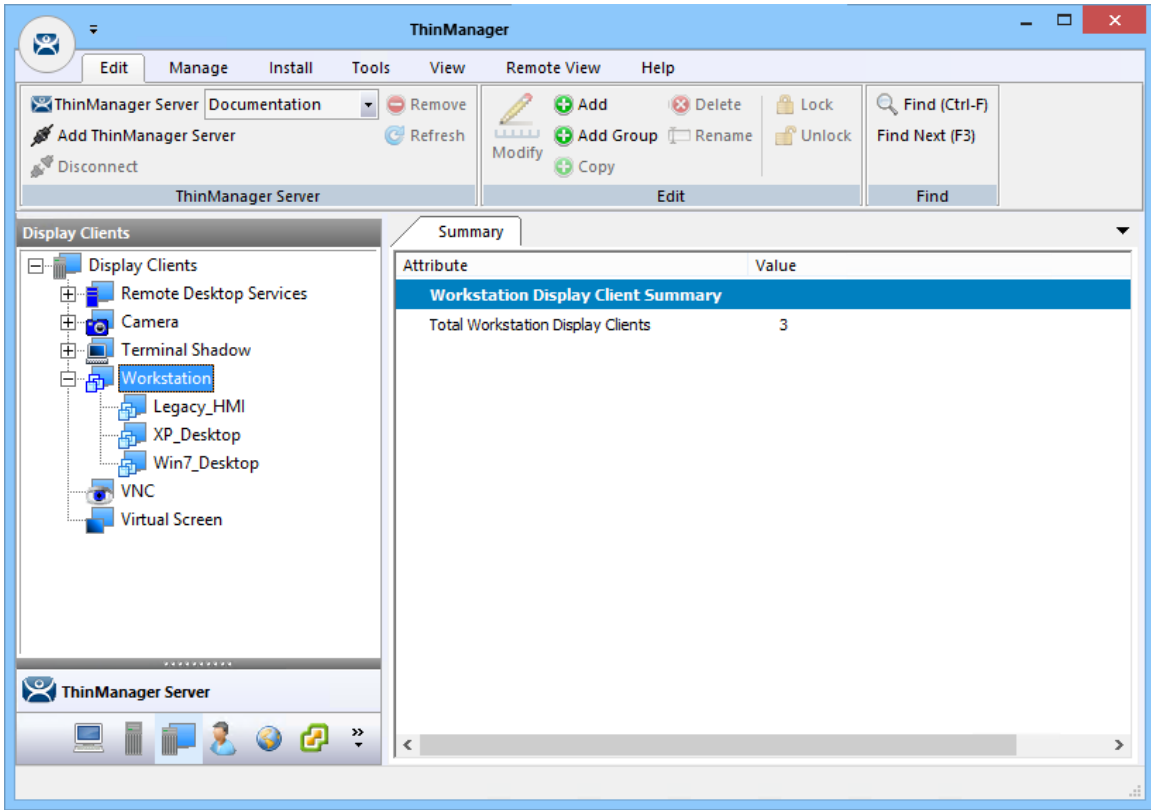 ThinManager
Edit Manage Install Tools View Remote View Help
ThinManager Server Documentation Remove
Add ThinManager Server Refresh
Disconnect
ThinManager Server
Modify
Add Delete Lock
Add Group Rename Unlock
Copy
Edit
Find (Ctrl-F)
Find Next (F3)
Find
Display Clients
Display Clients
Remote Desktop Services
Camera
Terminal Shadow
Workstation
Legacy_HMI
XP_Desktop
Win7_Desktop
VNC
Virtual Screen
ThinManager Server
Summary
Attribute Value
Workstation Display Client Summary
Total Workstation Display Clients 3